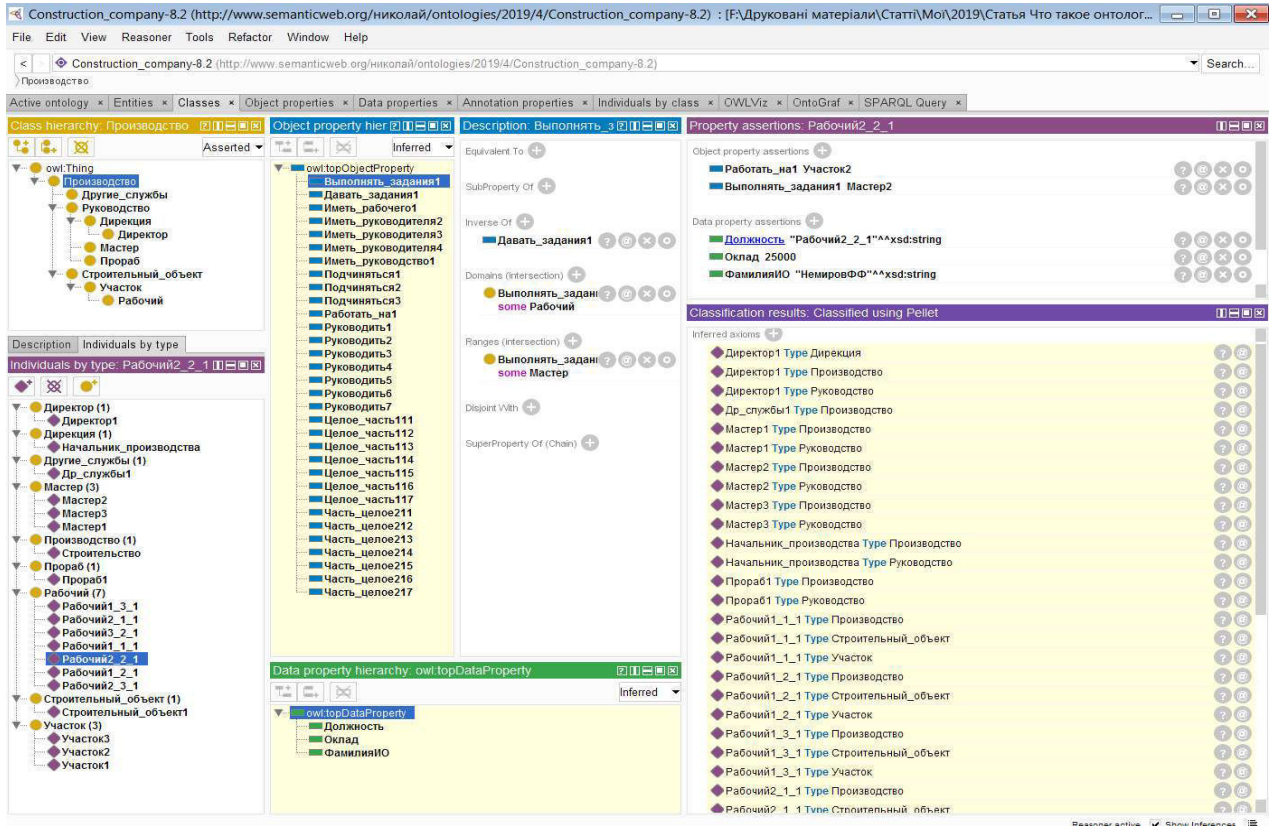 Construction_company-8.2 (http://www.semanticweb.org/николай/ontologies/2019/4/Construction_company-8.2) : [F:\Друковані матеріали\Статті\Мої\2019\Статья Что такое онтолог...
File Edit View Reasoner Tools Refactor Window Help
Construction_company-8.2 (http://www.semanticweb.org/николай/ontologies/2019/4/Construction_company-8.2)
Search...
Производство
Active ontology × Entities × Classes × Object properties × Data properties × Annotation properties × Individuals by class × OWLViz × OntoGraf × SPARQL Query ×
Class hierarchy: Производство
Asserted
owl:Thing
Производство
Другие_службы
Руководство
Дирекция
Директор
Мастер
Прораб
Строительный_объект
Участок
Рабочий
Description Individuals by type
Individuals by type: Рабочий2_2_1
Директор (1)
Директор1
Дирекция (1)
Начальник_производства
Другие_службы (1)
Др_службы1
Мастер (3)
Мастер2
Мастер3
Мастер1
Производство (1)
Строительство
Прораб (1)
Прораб1
Рабочий (7)
Рабочий1_3_1
Рабочий2_1_1
Рабочий3_2_1
Рабочий1_1_1
Рабочий2_2_1
Рабочий1_2_1
Рабочий2_3_1
Строительный_объект (1)
Строительный_объект1
Участок (3)
Участок3
Участок2
Участок1
Object property hier
Inferred
owl:topObjectProperty
Выполнять_задания1
Давать_задания1
Иметь_рабочего1
Иметь_руководителя2
Иметь_руководителя3
Иметь_руководителя4
Иметь_руководство1
Подчиняться1
Подчиняться2
Подчиняться3
Работать_на1
Руководить1
Руководить2
Руководить3
Руководить4
Руководить5
Руководить6
Руководить7
Целое_часть111
Целое_часть112
Целое_часть113
Целое_часть114
Целое_часть115
Целое_часть116
Целое_часть117
Часть_целое211
Часть_целое212
Часть_целое213
Часть_целое214
Часть_целое215
Часть_целое216
Часть_целое217
Description: Выполнять_з
Equivalent To
SubProperty Of
Inverse Of
Давать_задания1
Domains (intersection)
Выполнять_задани
some Рабочий
Ranges (intersection)
Выполнять_задани
some Мастер
Disjoint With
SuperProperty Of (Chain)
Data property hierarchy: owl:topDataProperty
Inferred
owl:topDataProperty
Должность
Оклад
ФамилияИО
Property assertions: Рабочий2_2_1
Object property assertions
Работать_на1 Участок2
Выполнять_задания1 Мастер2
Data property assertions
Должность "Рабочий2_2_1"^^xsd:string
Оклад 25000
ФамилияИО "НемировФФ"^^xsd:string
Classification results: Classified using Pellet
Inferred axioms
Директор1 Type Дирекция
Директор1 Type Производство
Директор1 Type Руководство
Др_службы1 Type Производство
Мастер1 Type Производство
Мастер1 Type Руководство
Мастер2 Type Производство
Мастер2 Type Руководство
Мастер3 Type Производство
Мастер3 Type Руководство
Начальник_производства Type Производство
Начальник_производства Type Руководство
Прораб1 Type Производство
Прораб1 Type Руководство
Рабочий1_1_1 Type Производство
Рабочий1_1_1 Type Строительный_объект
Рабочий1_1_1 Type Участок
Рабочий1_2_1 Type Производство
Рабочий1_2_1 Type Строительный_объект
Рабочий1_2_1 Type Участок
Рабочий1_3_1 Type Производство
Рабочий1_3_1 Type Строительный_объект
Рабочий1_3_1 Type Участок
Рабочий2_1_1 Type Производство
Рабочий2_1_1 Type Строительный_объект
Reasoner active Show Inferences